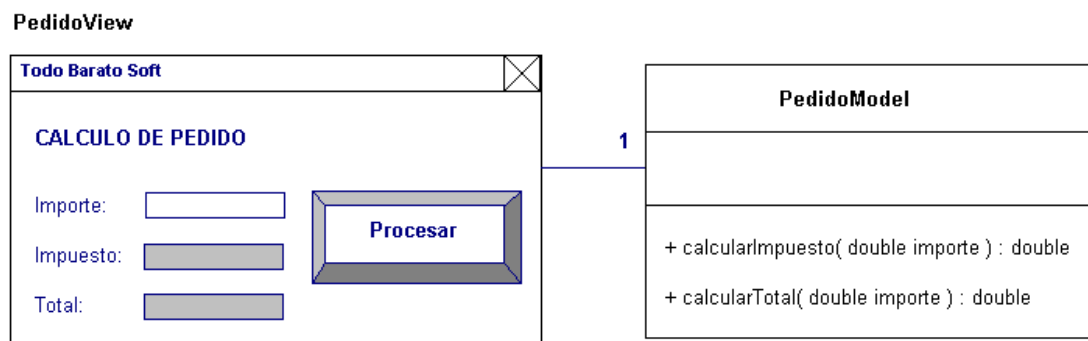 PedidoView
Todo Barato Soft
CALCULO DE PEDIDO
Importe:
Impuesto:
Total:
Procesar
1
PedidoModel
+ calcularImpuesto( double importe ) : double
+ calcularTotal( double importe ) : double